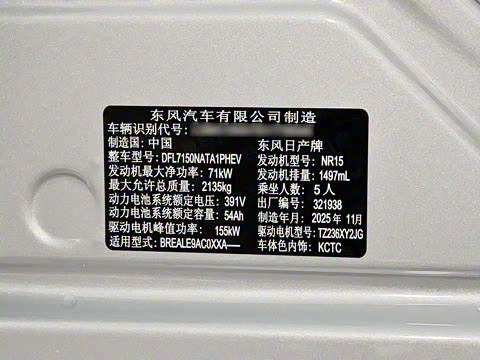 东风汽车有限公司制造
车辆识别代号:
制造国: 中国 东风日产牌
整车型号: DFL7150NATA1PHEV 发动机型号: NR15
发动机最大净功率: 71kW 发动机排量: 1497mL
最大允许总质量: 2135kg 乘坐人数: 5 人
动力电池系统额定电压: 391V 出厂编号: 321938
动力电池系统额定容量: 54Ah 制造年月: 2025年 11月
驱动电机峰值功率: 155kW 驱动电机型号: TZ236XY2JG
适用型式: BREALE9AC0XXA—— 车体色内饰: KCTC